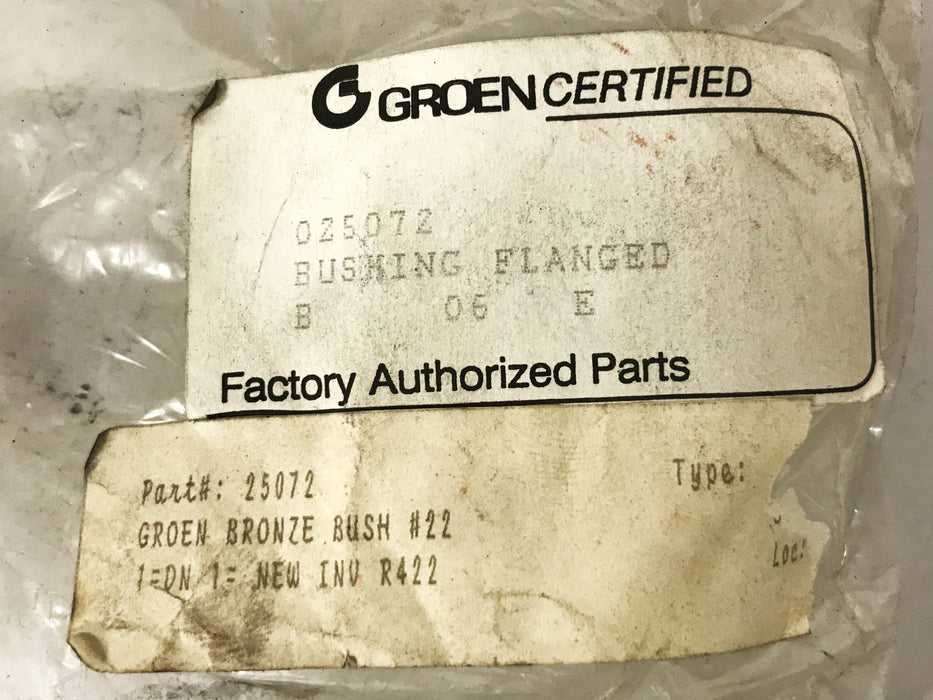 GROEN CERTIFIED
025072
BUSHING FLANGED
B 06 E
Factory Authorized Parts
Part#: 25072 Type:
GROEN BRONZE BUSH #22
1=DN 1= NEW INV R422 Loc: